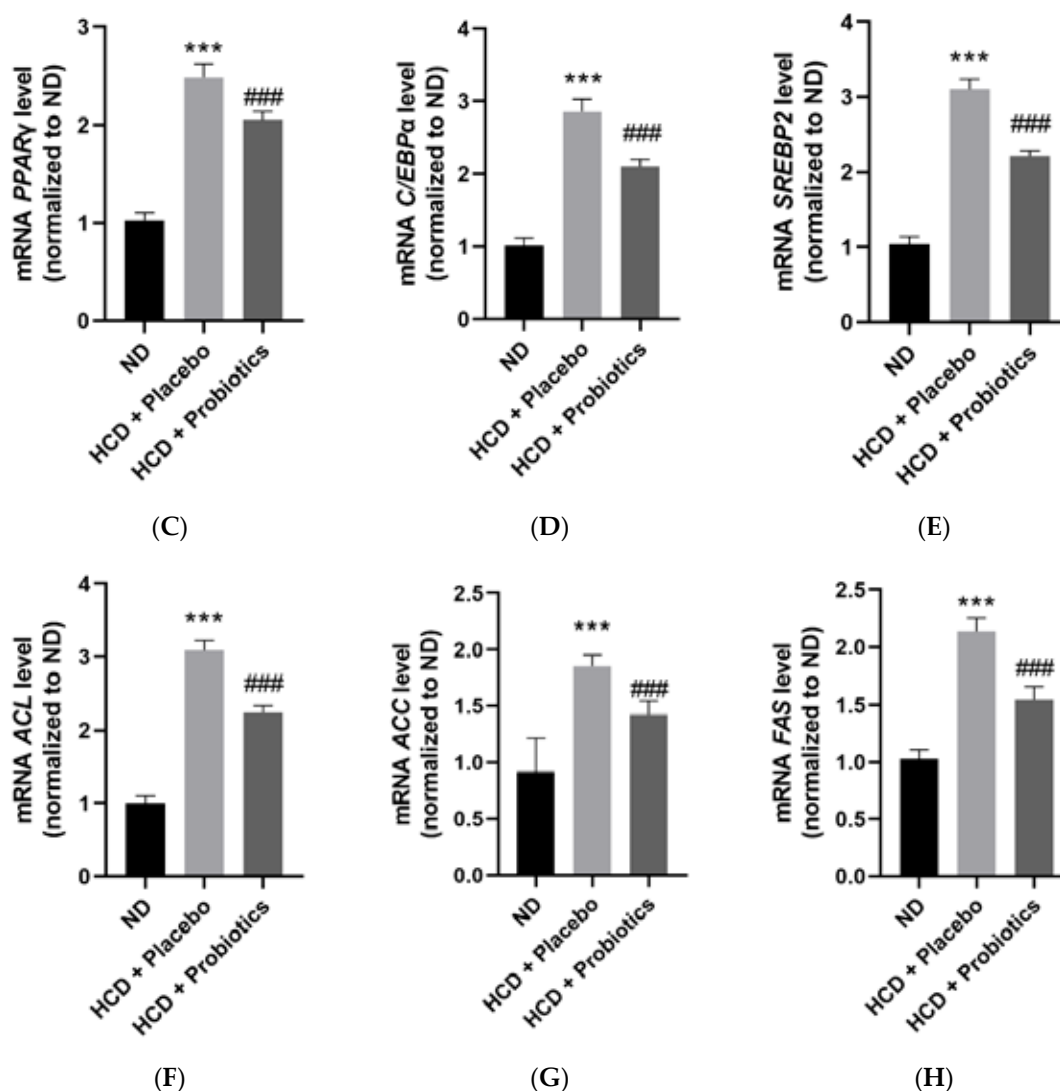 mRNA PPARγ level
(normalized to ND)
3
2
1
0
***
###
ND
HCD + Placebo
HCD + Probiotics
(C)
mRNA C/EBPα level
(normalized to ND)
4
3
2
1
0
***
###
ND
HCD + Placebo
HCD + Probiotics
(D)
mRNA SREBP2 level
(normalized to ND)
4
3
2
1
0
***
###
ND
HCD + Placebo
HCD + Probiotics
(E)
mRNA ACL level
(normalized to ND)
4
3
2
1
0
***
###
ND
HCD + Placebo
HCD + Probiotics
(F)
mRNA ACC level
(normalized to ND)
2.5
2.0
1.5
1.0
0.5
0.0
***
###
ND
HCD + Placebo
HCD + Probiotics
(G)
mRNA FAS level
(normalized to ND)
2.5
2.0
1.5
1.0
0.5
0.0
***
###
ND
HCD + Placebo
HCD + Probiotics
(H)